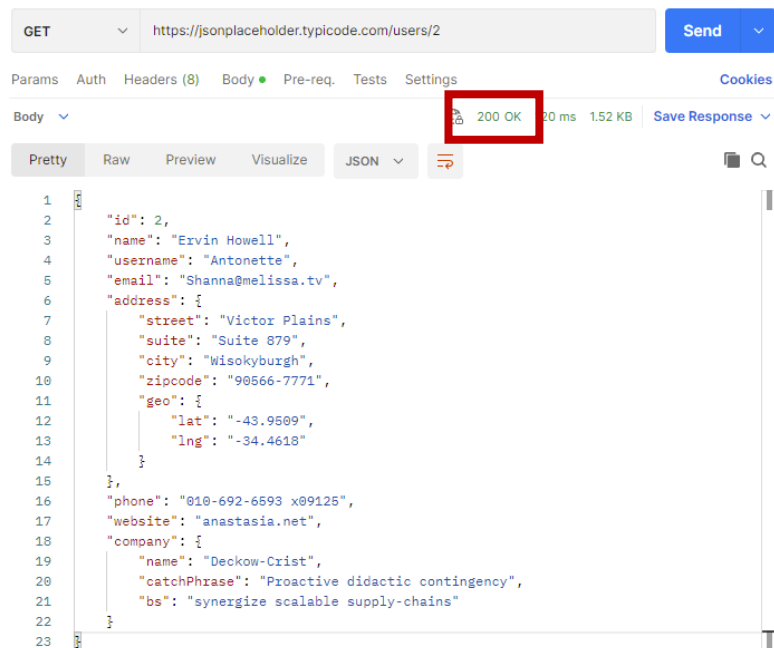 GET https://jsonplaceholder.typicode.com/users/2 Send
Params Auth Headers (8) Body Pre-req. Tests Settings Cookies
Body 200 OK 20 ms 1.52 KB Save Response
Pretty Raw Preview Visualize JSON
1 {
2 "id": 2,
3 "name": "Ervin Howell",
4 "username": "Antonette",
5 "email": "Shanna@melissa.tv",
6 "address": {
7 "street": "Victor Plains",
8 "suite": "Suite 879",
9 "city": "Wisokyburgh",
10 "zipcode": "90566-7771",
11 "geo": {
12 "lat": "-43.9509",
13 "lng": "-34.4618"
14 }
15 },
16 "phone": "010-692-6593 x09125",
17 "website": "anastasia.net",
18 "company": {
19 "name": "Deckow-Crist",
20 "catchPhrase": "Proactive didactic contingency",
21 "bs": "synergize scalable supply-chains"
22 }
23 }